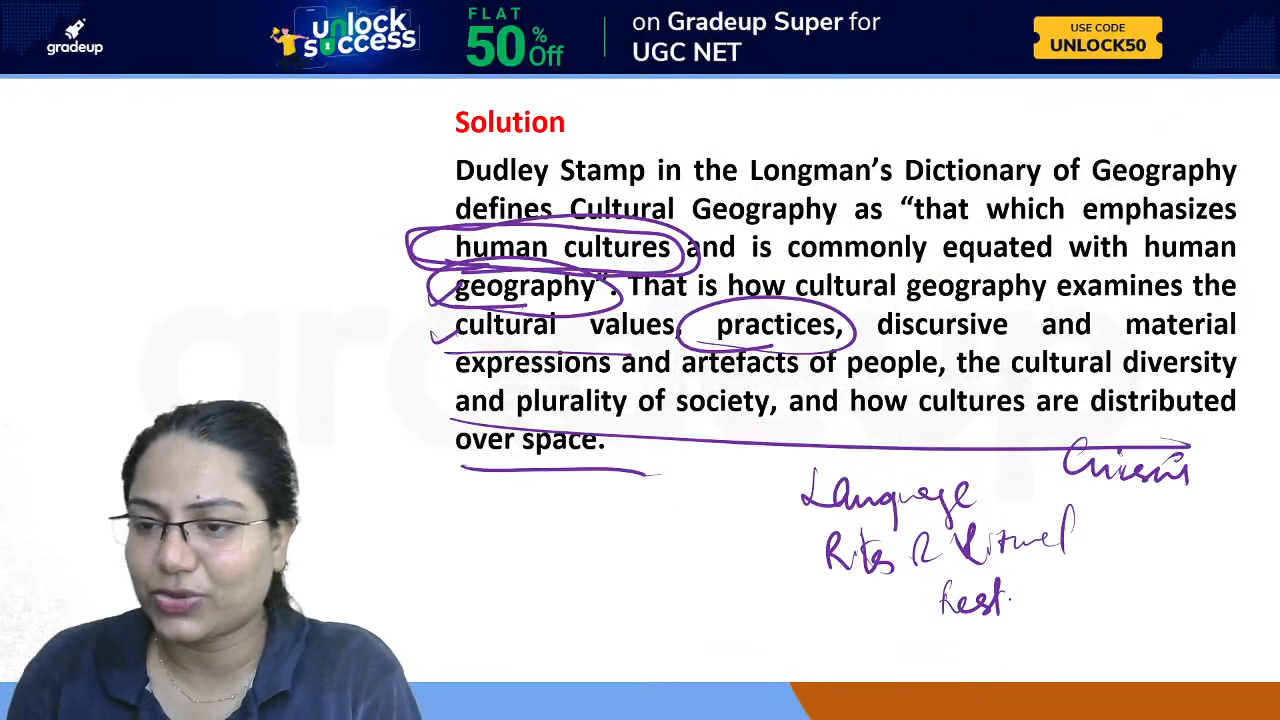 gradeup
unlock
success
FLAT
50% Off
on Gradeup Super for
UGC NET
USE CODE
UNLOCK50
Solution
Dudley Stamp in the Longman’s Dictionary of Geography
defines Cultural Geography as “that which emphasizes
human cultures and is commonly equated with human
geography”. That is how cultural geography examines the
cultural values, practices, discursive and material
expressions and artefacts of people, the cultural diversity
and plurality of society, and how cultures are distributed
over space.
Language
Rites & Ritual